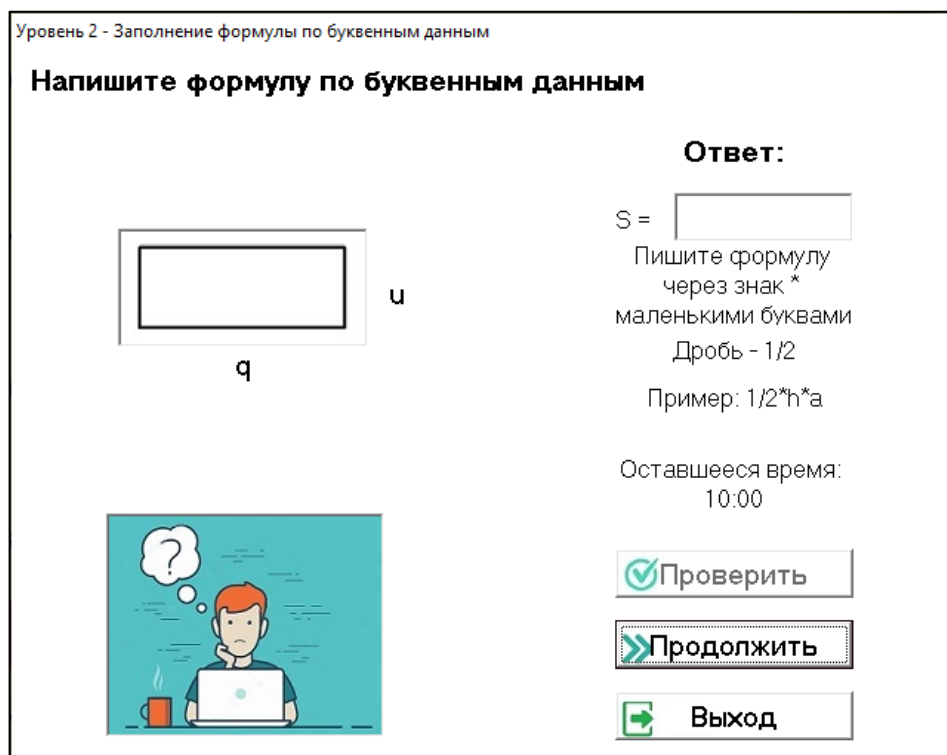 Уровень 2 - Заполнение формулы по буквенным данным
Напишите формулу по буквенным данным
Ответ:
S =
Пишите формулу
через знак *
маленькими буквами
Дробь - 1/2
Пример: 1/2*h*a
u
q
Оставшееся время:
10:00
?
Проверить
Продолжить
Выход